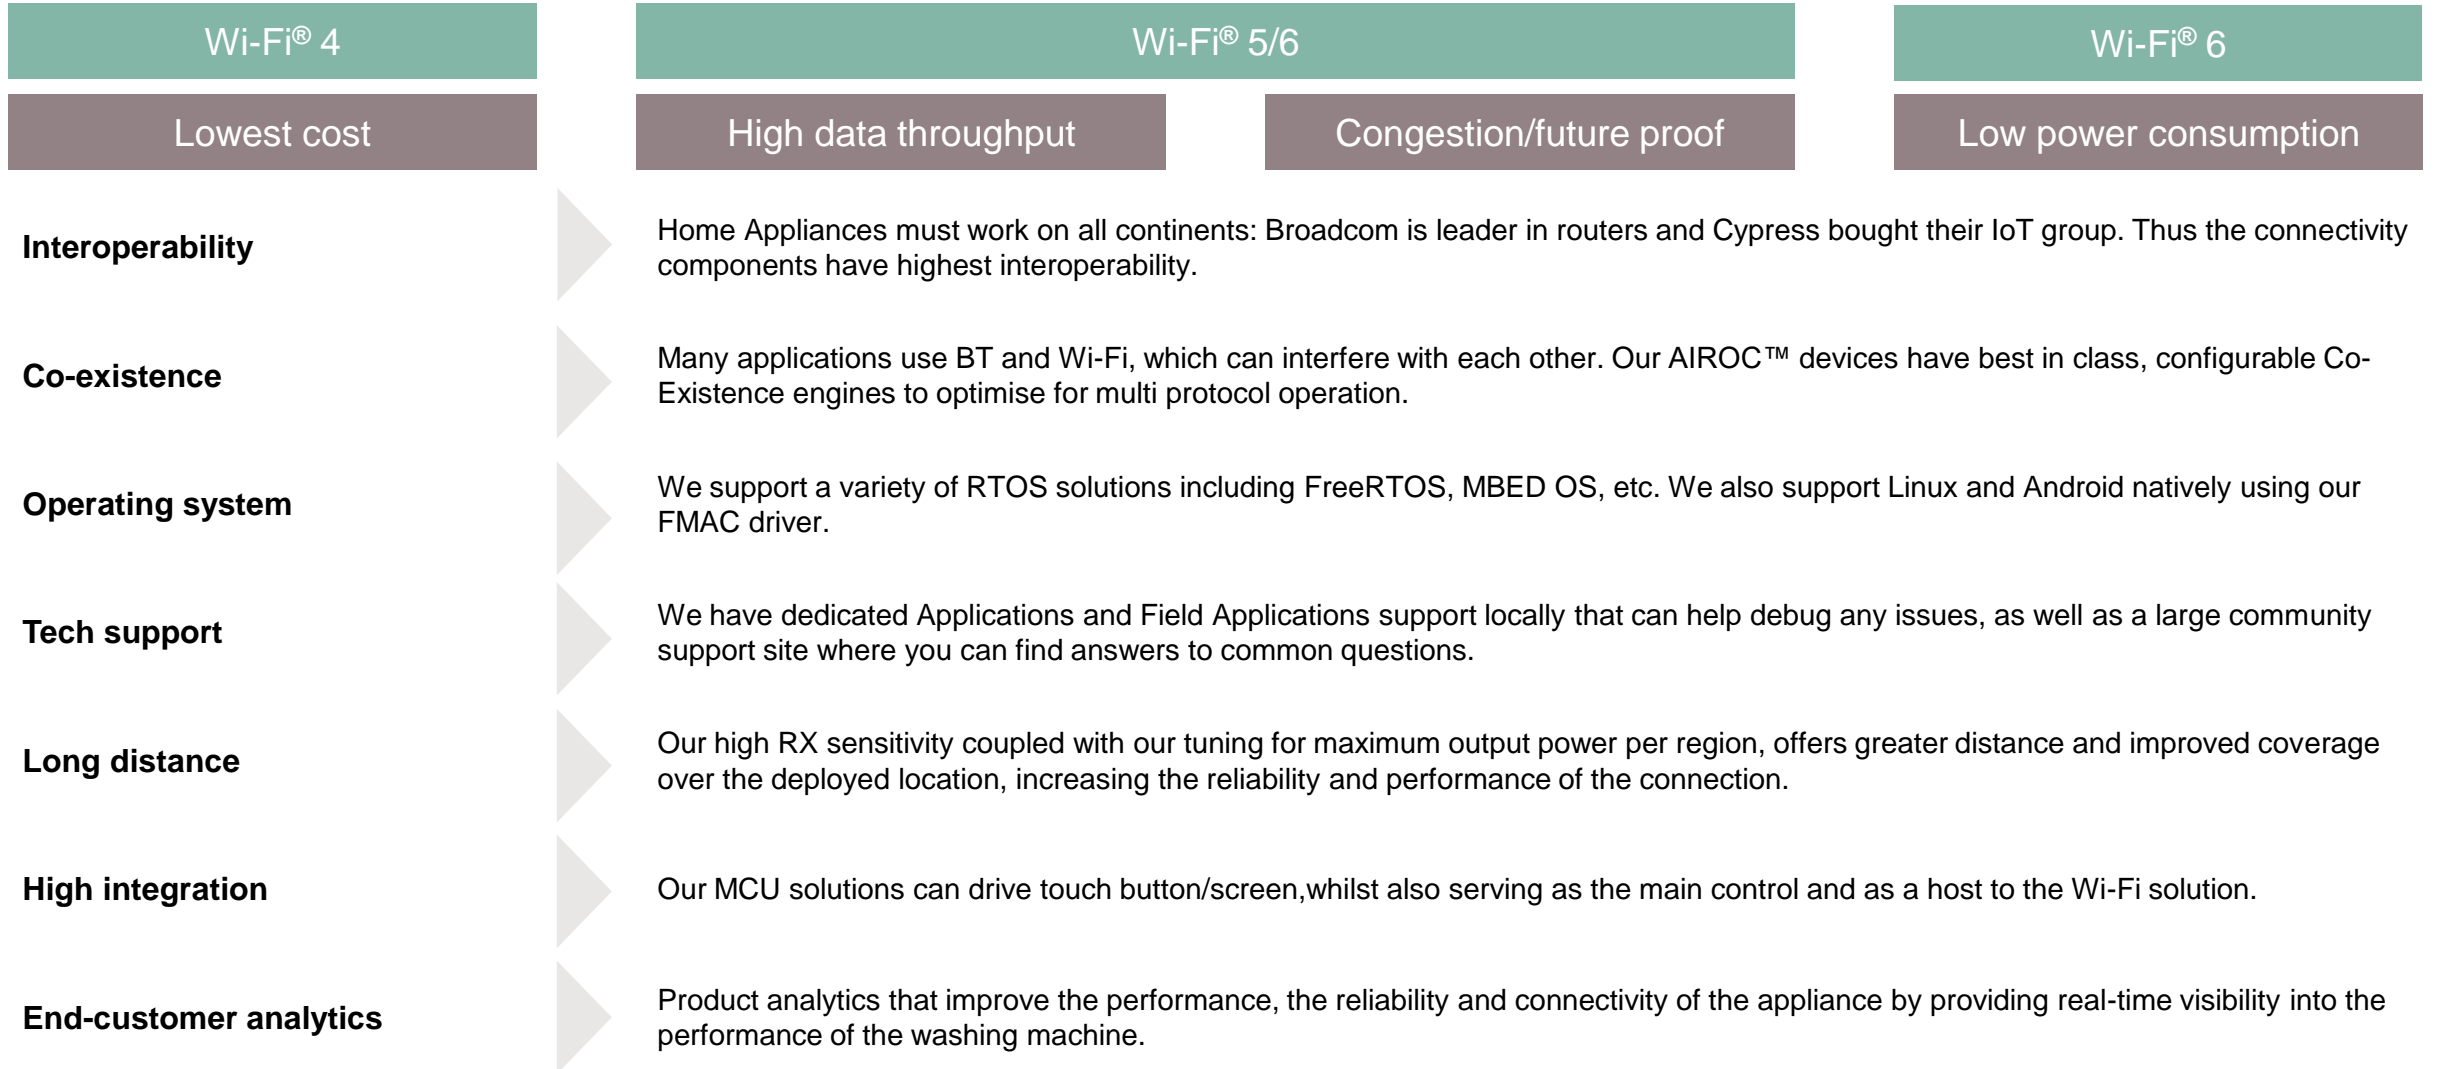 Wi-Fi® 4
Wi-Fi® 5/6
Wi-Fi® 6
Lowest cost
High data throughput
Congestion/future proof
Low power consumption
Interoperability
Home Appliances must work on all continents: Broadcom is leader in routers and Cypress bought their IoT group. Thus the connectivity
components have highest interoperability.
Co-existence
Many applications use BT and Wi-Fi, which can interfere with each other. Our AIROC™ devices have best in class, configurable Co-
Existence engines to optimise for multi protocol operation.
Operating system
We support a variety of RTOS solutions including FreeRTOS, MBED OS, etc. We also support Linux and Android natively using our
FMAC driver.
Tech support
We have dedicated Applications and Field Applications support locally that can help debug any issues, as well as a large community
support site where you can find answers to common questions.
Long distance
Our high RX sensitivity coupled with our tuning for maximum output power per region, offers greater distance and improved coverage
over the deployed location, increasing the reliability and performance of the connection.
High integration
Our MCU solutions can drive touch button/screen,whilst also serving as the main control and as a host to the Wi-Fi solution.
End-customer analytics
Product analytics that improve the performance, the reliability and connectivity of the appliance by providing real-time visibility into the
performance of the washing machine.